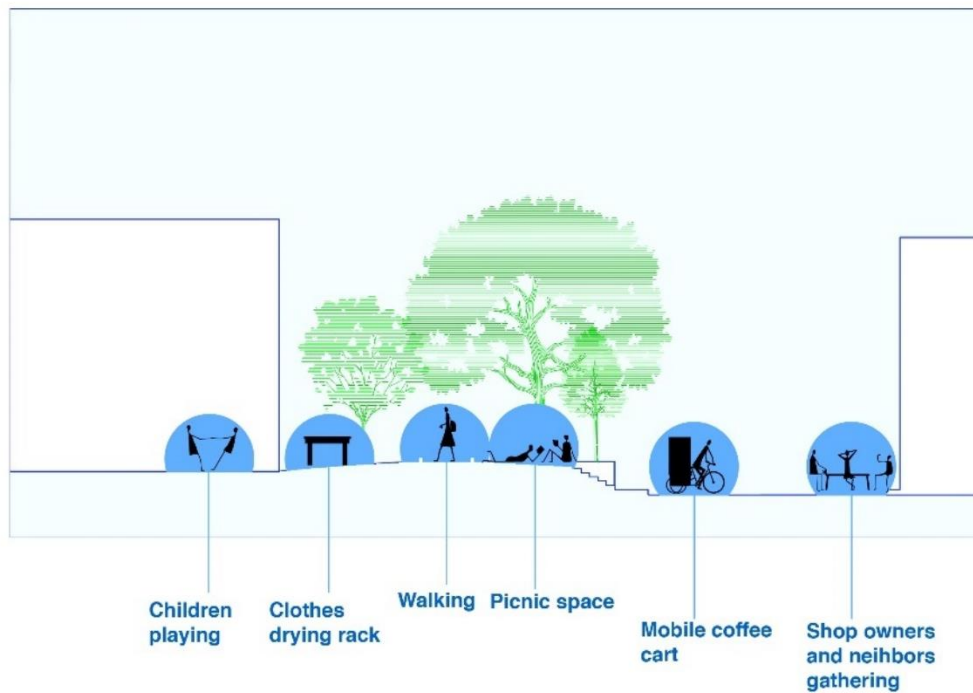 Children
playing
Clothes
drying rack
Walking
Picnic space
Mobile coffee
cart
Shop owners
and neihbors
gathering